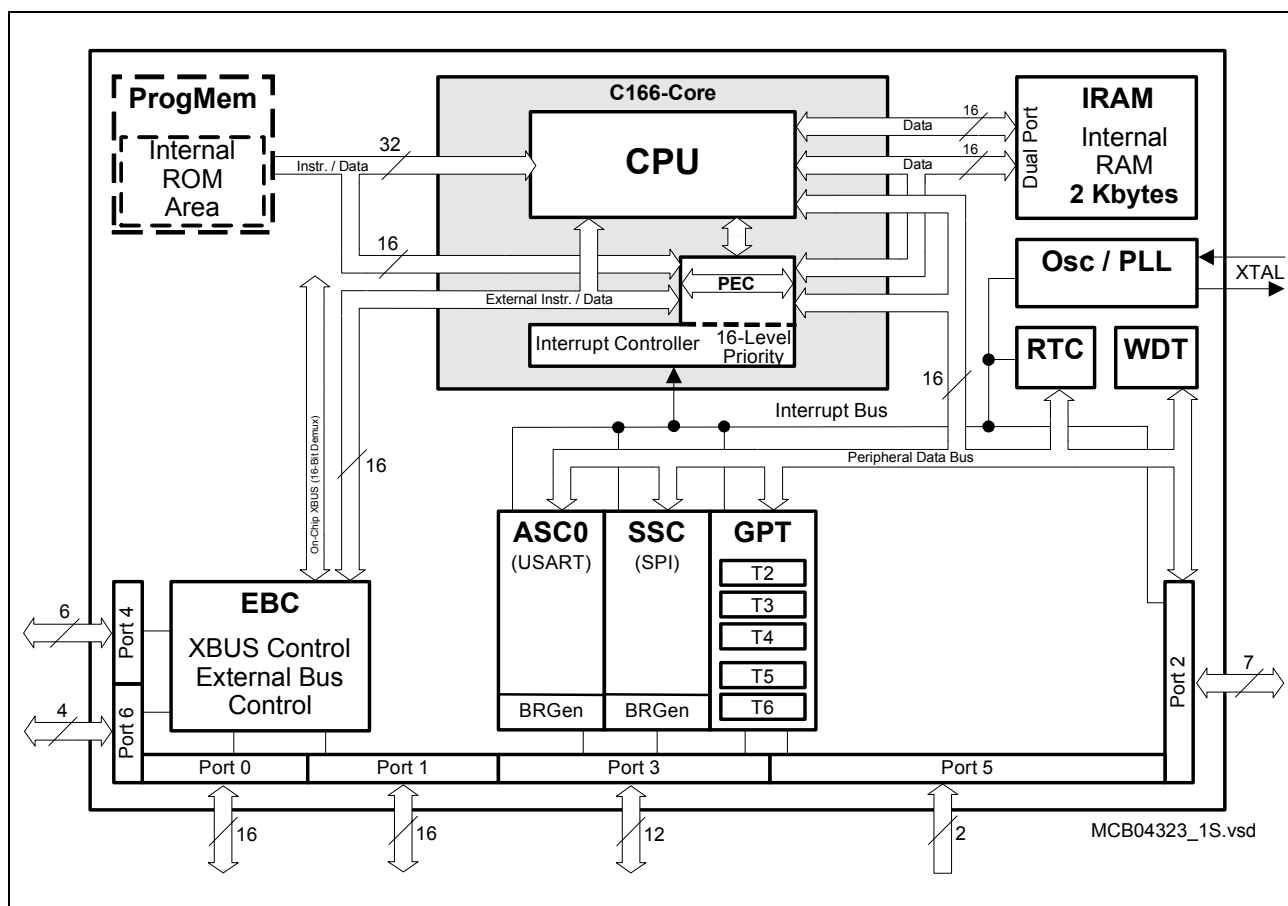 ProgMem
Internal
ROM
Area
C166-Core
CPU
IRAM
Internal
RAM
2 Kbytes
Dual Port
32
Instr. / Data
16
Data
16
Data
16
PEC
External Instr. / Data
Interrupt Controller
16-Level
Priority
Osc / PLL
XTAL
RTC
WDT
16
Interrupt Bus
Peripheral Data Bus
On-Chip XBUS (16-Bit Demux)
16
ASC0
(USART)
BRGen
SSC
(SPI)
BRGen
GPT
T2
T3
T4
T5
T6
EBC
XBUS Control
External Bus
Control
6
Port 4
4
Port 6
Port 2
7
Port 0
Port 1
Port 3
Port 5
16
16
12
2
MCB04323_1S.vsd